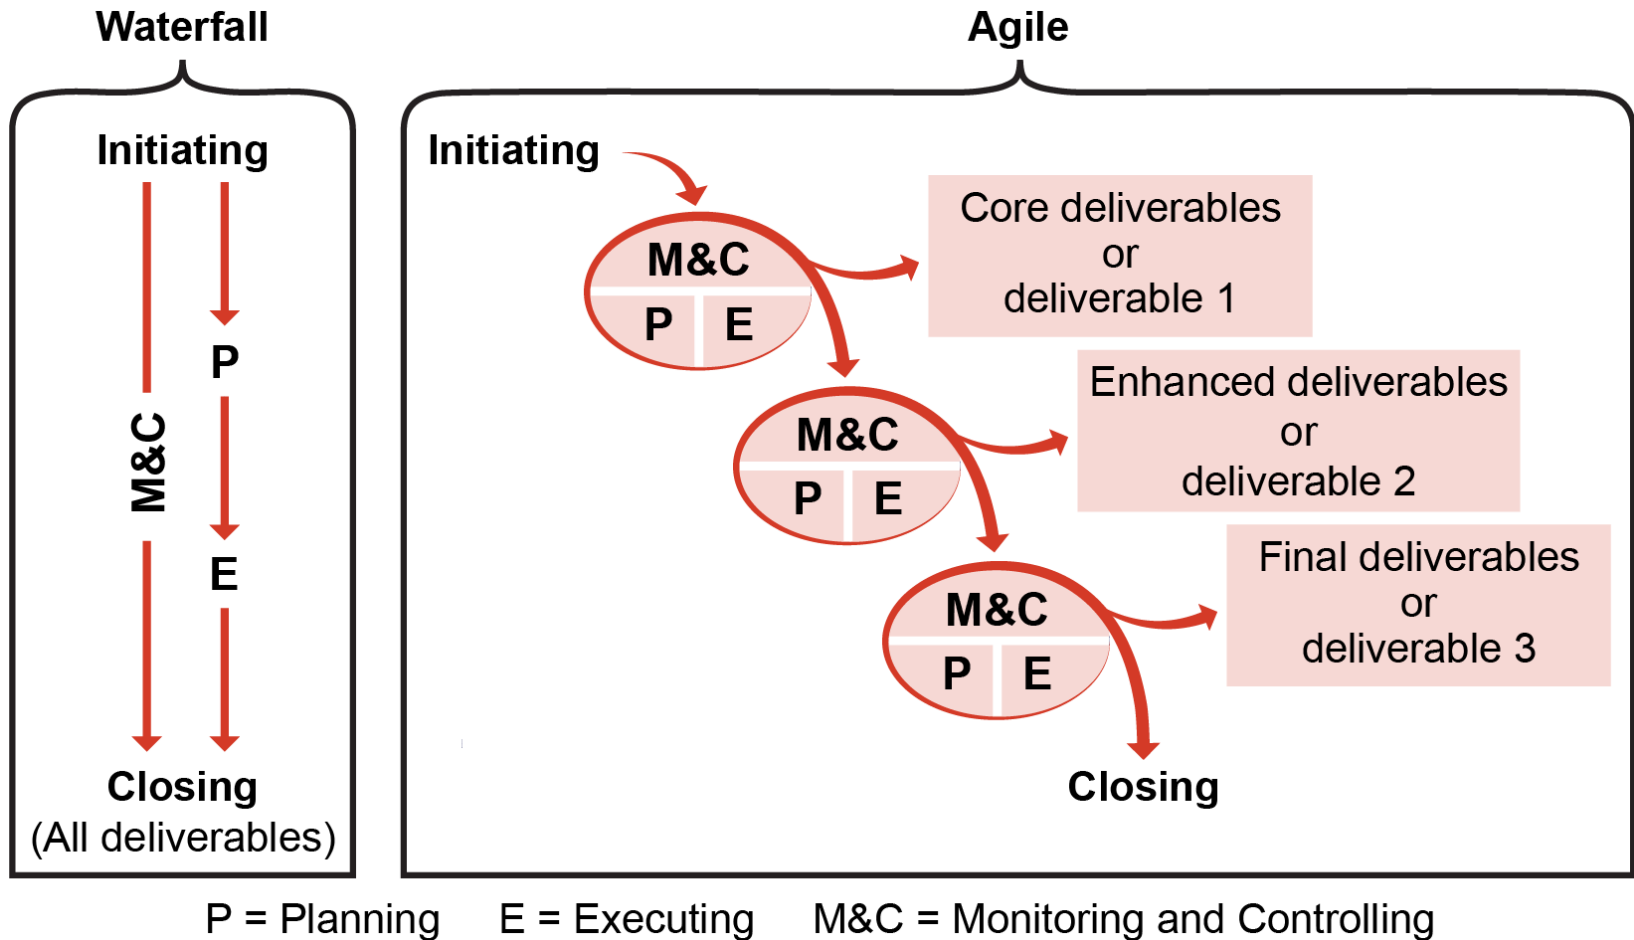 Waterfall
Initiating
P
M&C
E
Closing
(All deliverables)
Agile
Initiating
M&C
P E
Core deliverables
or
deliverable 1
M&C
P E
Enhanced deliverables
or
deliverable 2
M&C
P E
Final deliverables
or
deliverable 3
Closing
P = Planning E = Executing M&C = Monitoring and Controlling